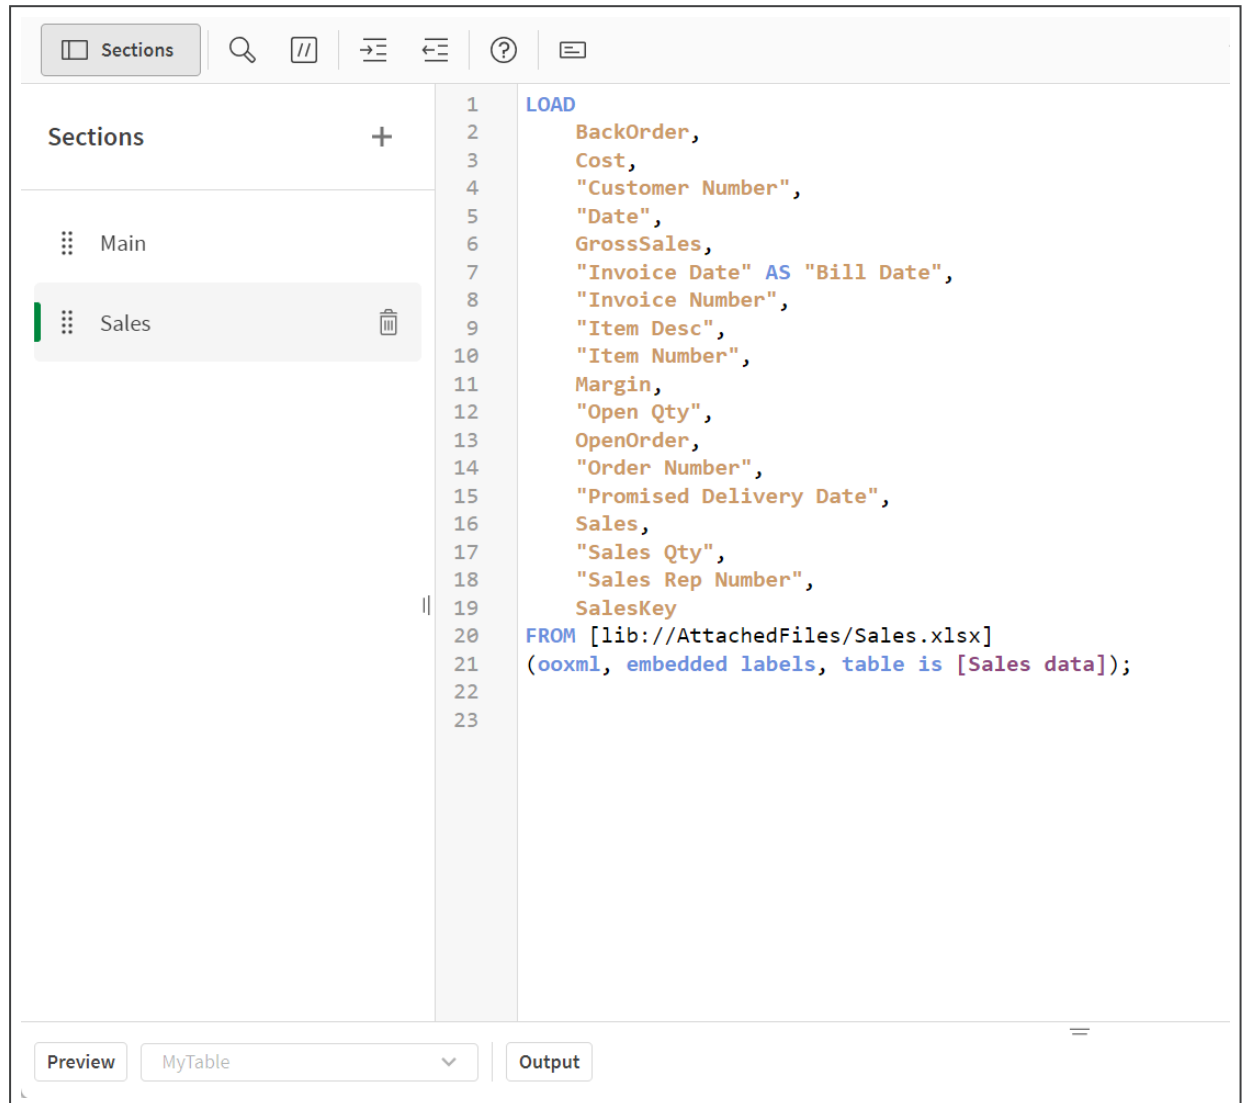 Sections
//
?
Sections +
Main
Sales
1 LOAD
2 BackOrder,
3 Cost,
4 "Customer Number",
5 "Date",
6 GrossSales,
7 "Invoice Date" AS "Bill Date",
8 "Invoice Number",
9 "Item Desc",
10 "Item Number",
11 Margin,
12 "Open Qty",
13 OpenOrder,
14 "Order Number",
15 "Promised Delivery Date",
16 Sales,
17 "Sales Qty",
18 "Sales Rep Number",
19 SalesKey
20 FROM [lib://AttachedFiles/Sales.xlsx]
21 (ooxml, embedded labels, table is [Sales data]);
22
23
Preview MyTable Output